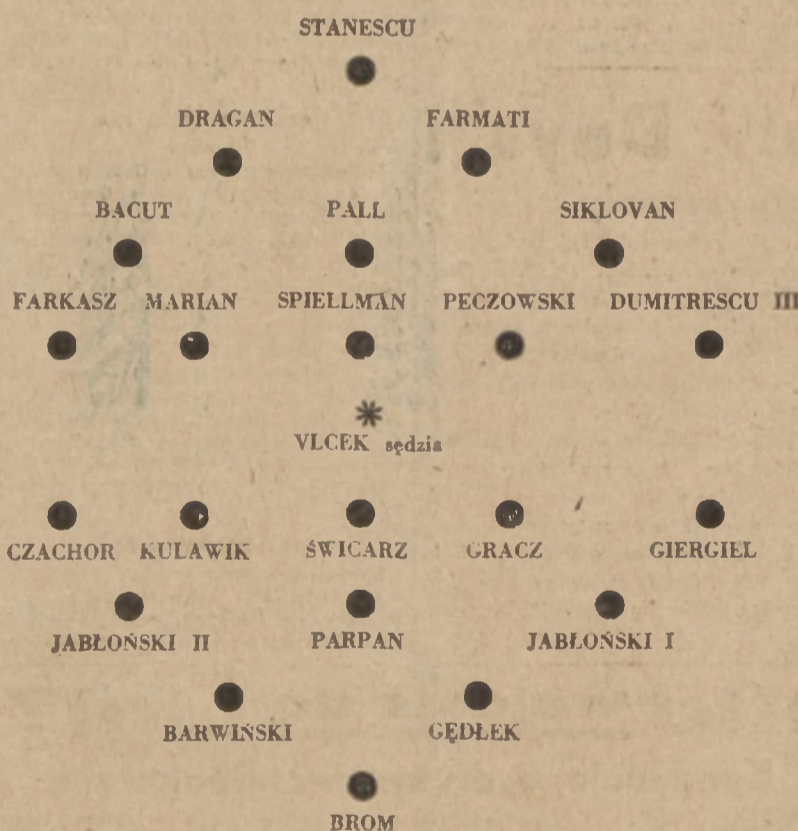 STANESCU
DRAGAN FARMATI
BACUT PALL SIKLOVAN
FARKASZ MARIAN SPIELLMAN PECZOWSKI DUMITRESCU III
VLCEK sędzia
CZACHOR KULAWIK ŚWICARZ GRACZ GIERGIEL
JABŁOŃSKI II PARPAN JABŁOŃSKI I
BARWIŃSKI GĘDŁEK
BROM